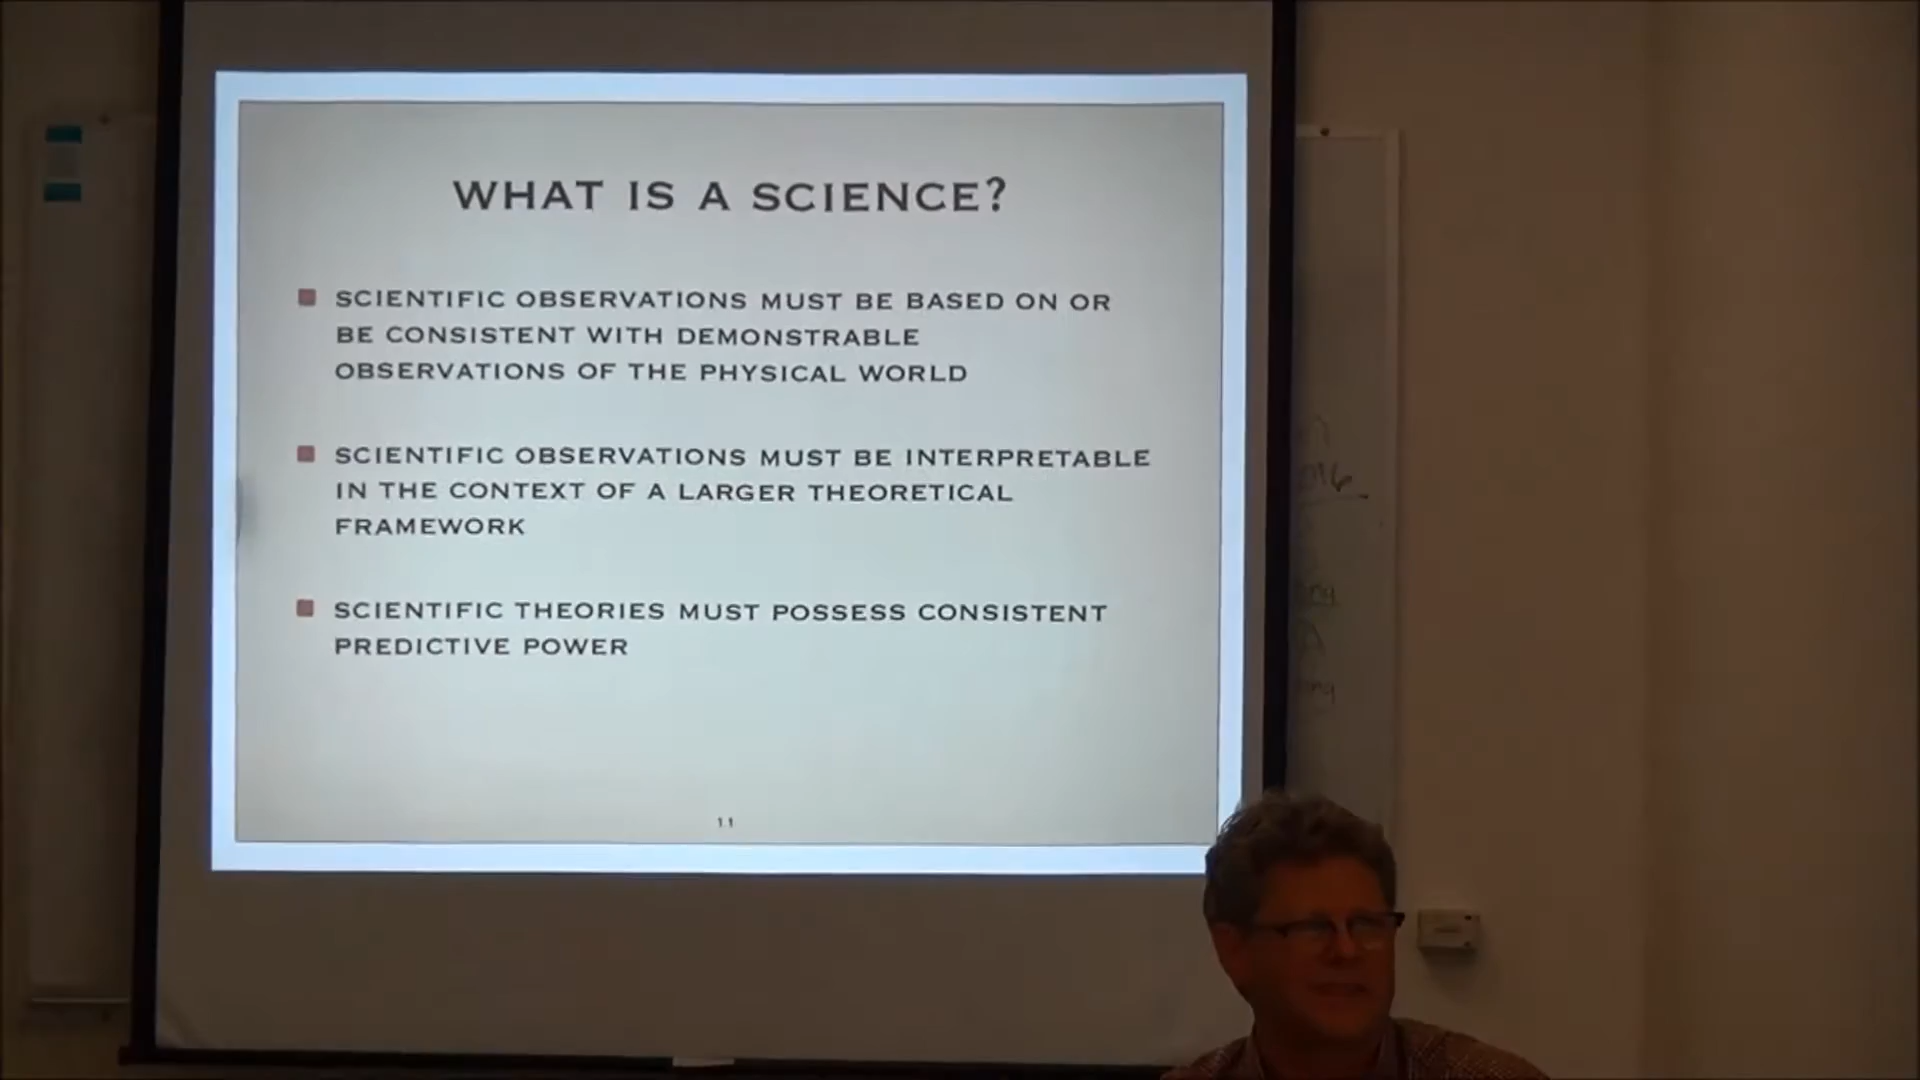 WHAT IS A SCIENCE?
SCIENTIFIC OBSERVATIONS MUST BE BASED ON OR
BE CONSISTENT WITH DEMONSTRABLE
OBSERVATIONS OF THE PHYSICAL WORLD
SCIENTIFIC OBSERVATIONS MUST BE INTERPRETABLE
IN THE CONTEXT OF A LARGER THEORETICAL
FRAMEWORK
SCIENTIFIC THEORIES MUST POSSESS CONSISTENT
PREDICTIVE POWER
11